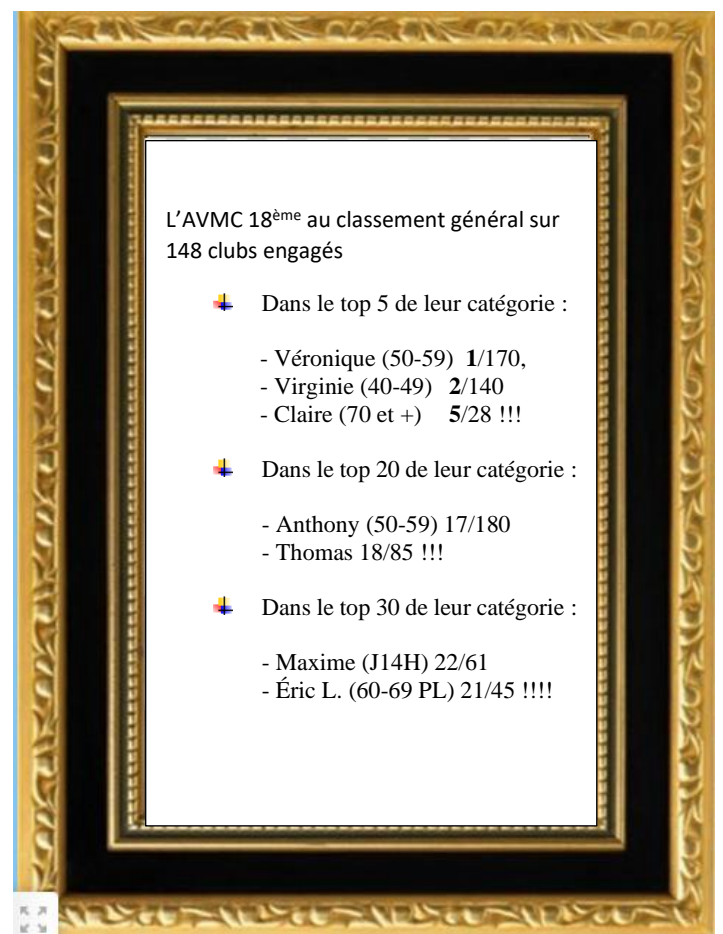 L'AVMC 18ème au classement général sur
148 clubs engagés
Dans le top 5 de leur catégorie :
- Véronique (50-59) 1/170,
- Virginie (40-49) 2/140
- Claire (70 et +) 5/28 !!!
Dans le top 20 de leur catégorie :
- Anthony (50-59) 17/180
- Thomas 18/85 !!!
Dans le top 30 de leur catégorie :
- Maxime (J14H) 22/61
- Éric L. (60-69 PL) 21/45 !!!!